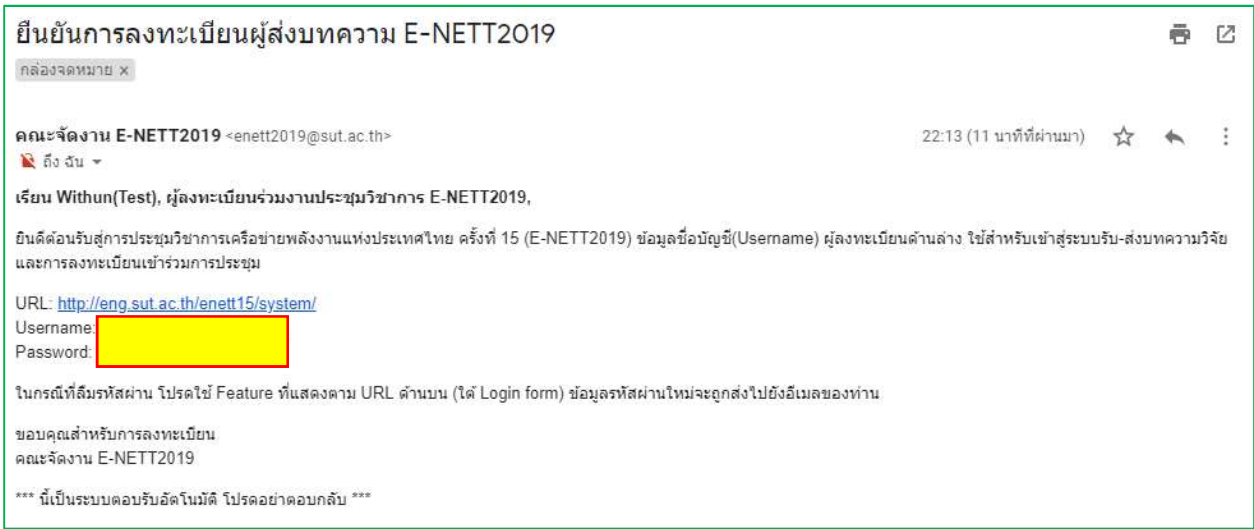 ยืนยันการลงทะเบียนผู้ส่งบทความ E-NETT2019
กล่องจดหมาย ×
คณะจัดงาน E-NETT2019 <enett2019@sut.ac.th>
22:13 (11 นาทีที่ผ่านมา)
ถึง ฉัน
เรียน Withun(Test), ผู้ลงทะเบียนร่วมงานประชุมวิชาการ E-NETT2019,
ยินดีต้อนรับสู่การประชุมวิชาการเครือข่ายพลังงานแห่งประเทศไทย ครั้งที่ 15 (E-NETT2019) ข้อมูลชื่อบัญชี(Username) ผู้ลงทะเบียนด้านล่าง ใช้สำหรับเข้าสู่ระบบรับ-ส่งบทความวิจัย
และการลงทะเบียนเข้าร่วมการประชุม
URL: http://eng.sut.ac.th/enett15/system/
Username:
Password:
ในกรณีที่ลืมรหัสผ่าน โปรดใช้ Feature ที่แสดงตาม URL ด้านบน (ใต้ Login form) ข้อมูลรหัสผ่านใหม่จะถูกส่งไปยังอีเมลของท่าน
ขอบคุณสำหรับการลงทะเบียน
คณะจัดงาน E-NETT2019
*** นี้เป็นระบบตอบรับอัตโนมัติ โปรดอย่าตอบกลับ ***